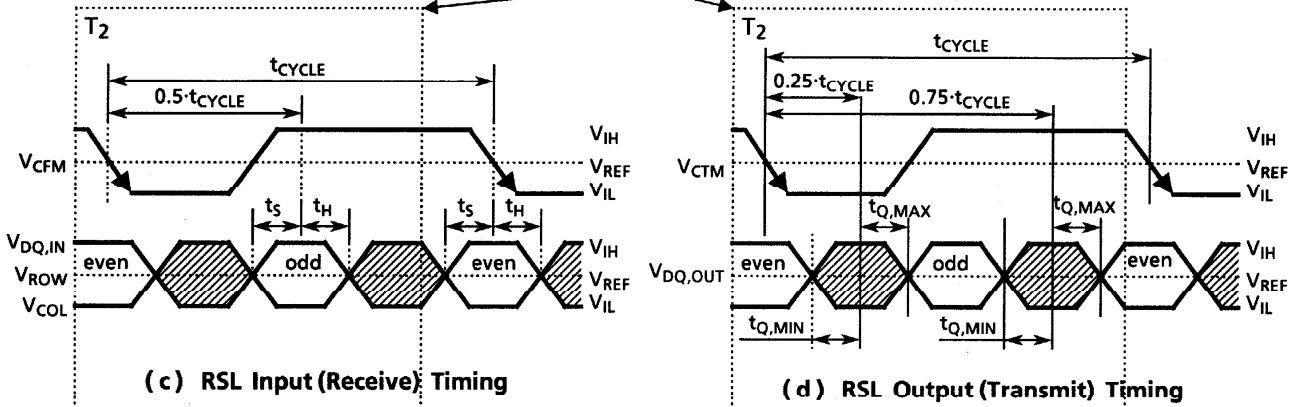 T2
tCYCLE
0.5·tCYCLE
VCFM
VIH
VREF
VIL
tS
tH
tS
tH
VDQ,IN
VROW
VCOL
even
odd
even
VIH
VREF
VIL
(c) RSL Input (Receive) Timing
T2
tCYCLE
0.25·tCYCLE
0.75·tCYCLE
VCTM
VIH
VREF
VIL
tQ,MAX
tQ,MAX
VDQ,OUT
even
odd
even
VIH
VREF
VIL
tQ,MIN
tQ,MIN
(d) RSL Output (Transmit) Timing